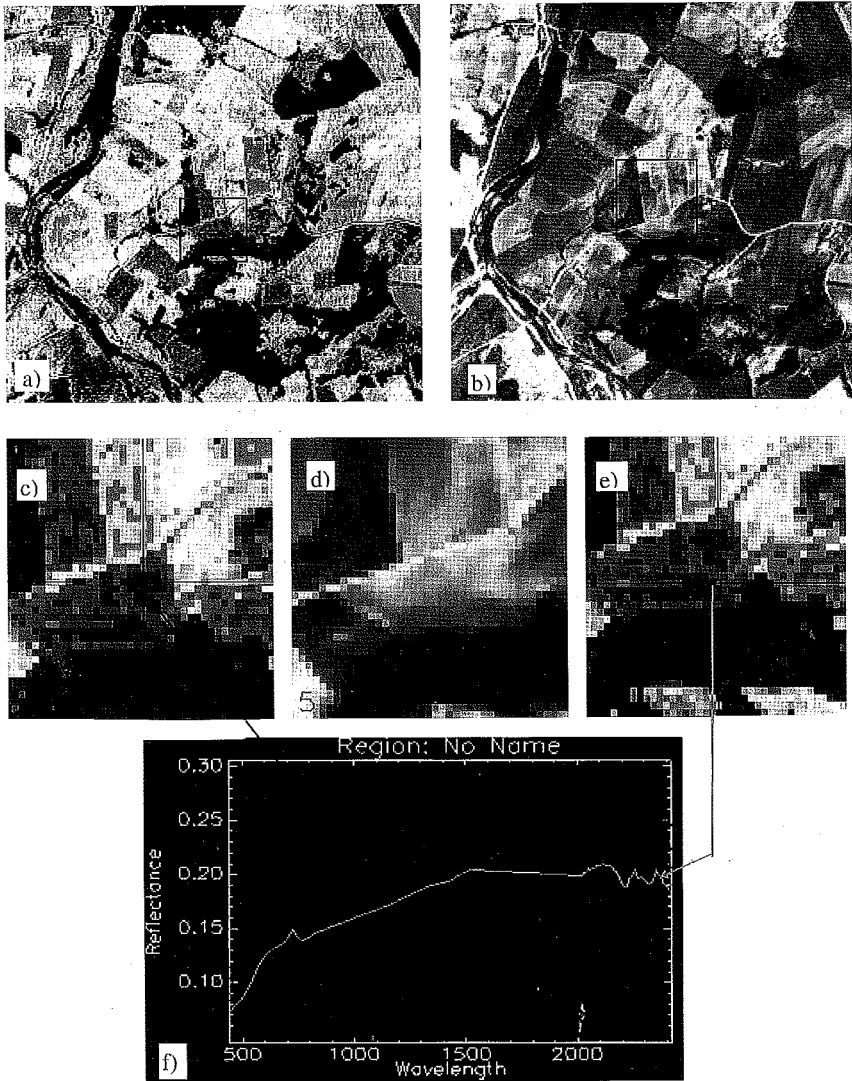 a)
b)
c)
d)
e)
5
Region: No Name
0.30
0.25
0.20
0.15
0.10
Reflectance
500
1000
1500
2000
Wavelength
f)